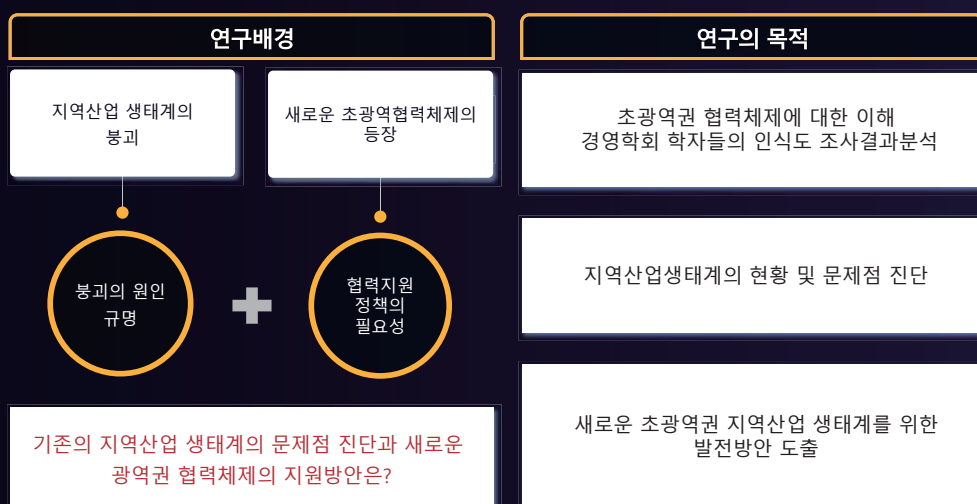 연구배경
지역산업 생태계의
붕괴
새로운 초광역협력체제의
등장
붕괴의 원인
규명
협력지원
정책의
필요성
기존의 지역산업 생태계의 문제점 진단과 새로운
광역권 협력체제의 지원방안은?
연구의 목적
초광역권 협력체제에 대한 이해
경영학회 학자들의 인식도 조사결과분석
지역산업생태계의 현황 및 문제점 진단
새로운 초광역권 지역산업 생태계를 위한
발전방안 도출